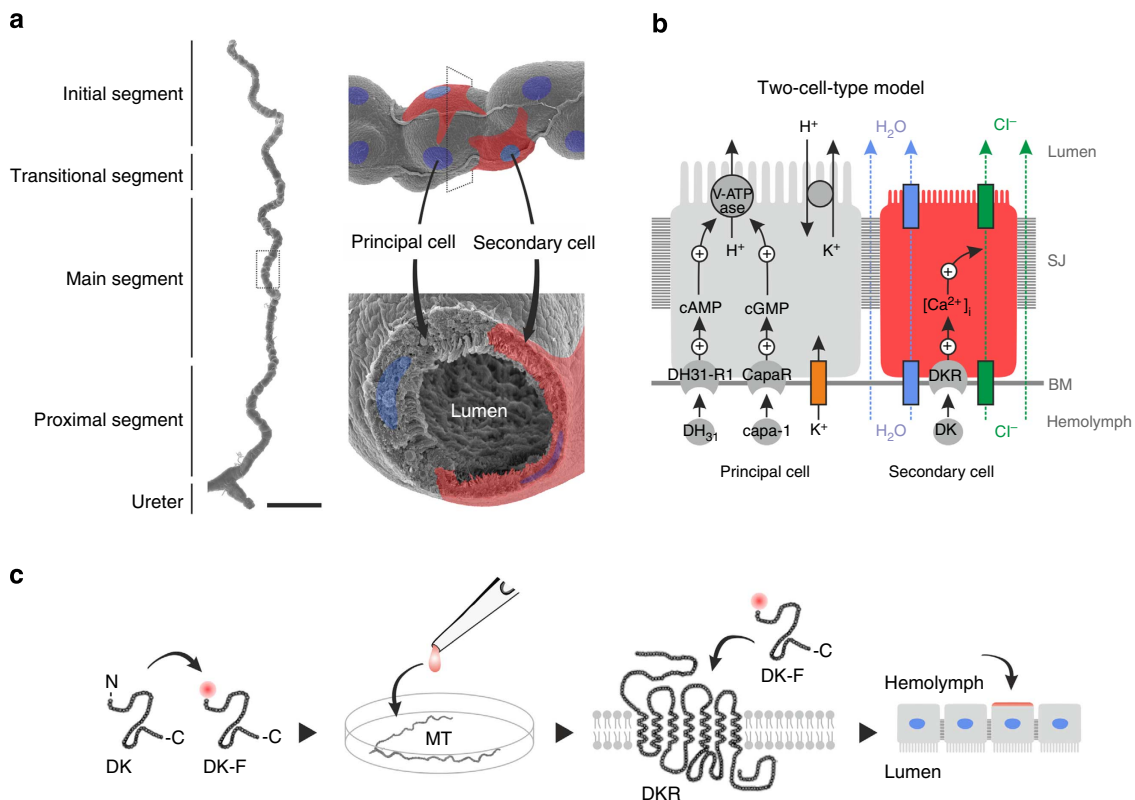 a
Initial segment
Transitional segment
Main segment
Proximal segment
Ureter
Principal cell
Secondary cell
Lumen
b
Two-cell-type model
H⁺
H₂O
Cl⁻
Lumen
V-ATP
ase
H⁺
K⁺
SJ
cAMP
cGMP
[Ca²⁺]ᵢ
+
+
+
+
+
+
DH31-R1
CapaR
DKR
BM
DH₃₁
capa-1
K⁺
H₂O
DK
Cl⁻
Hemolymph
Principal cell
Secondary cell
c
N
-C
DK
-C
DK-F
MT
-C
DK-F
DKR
Hemolymph
Lumen